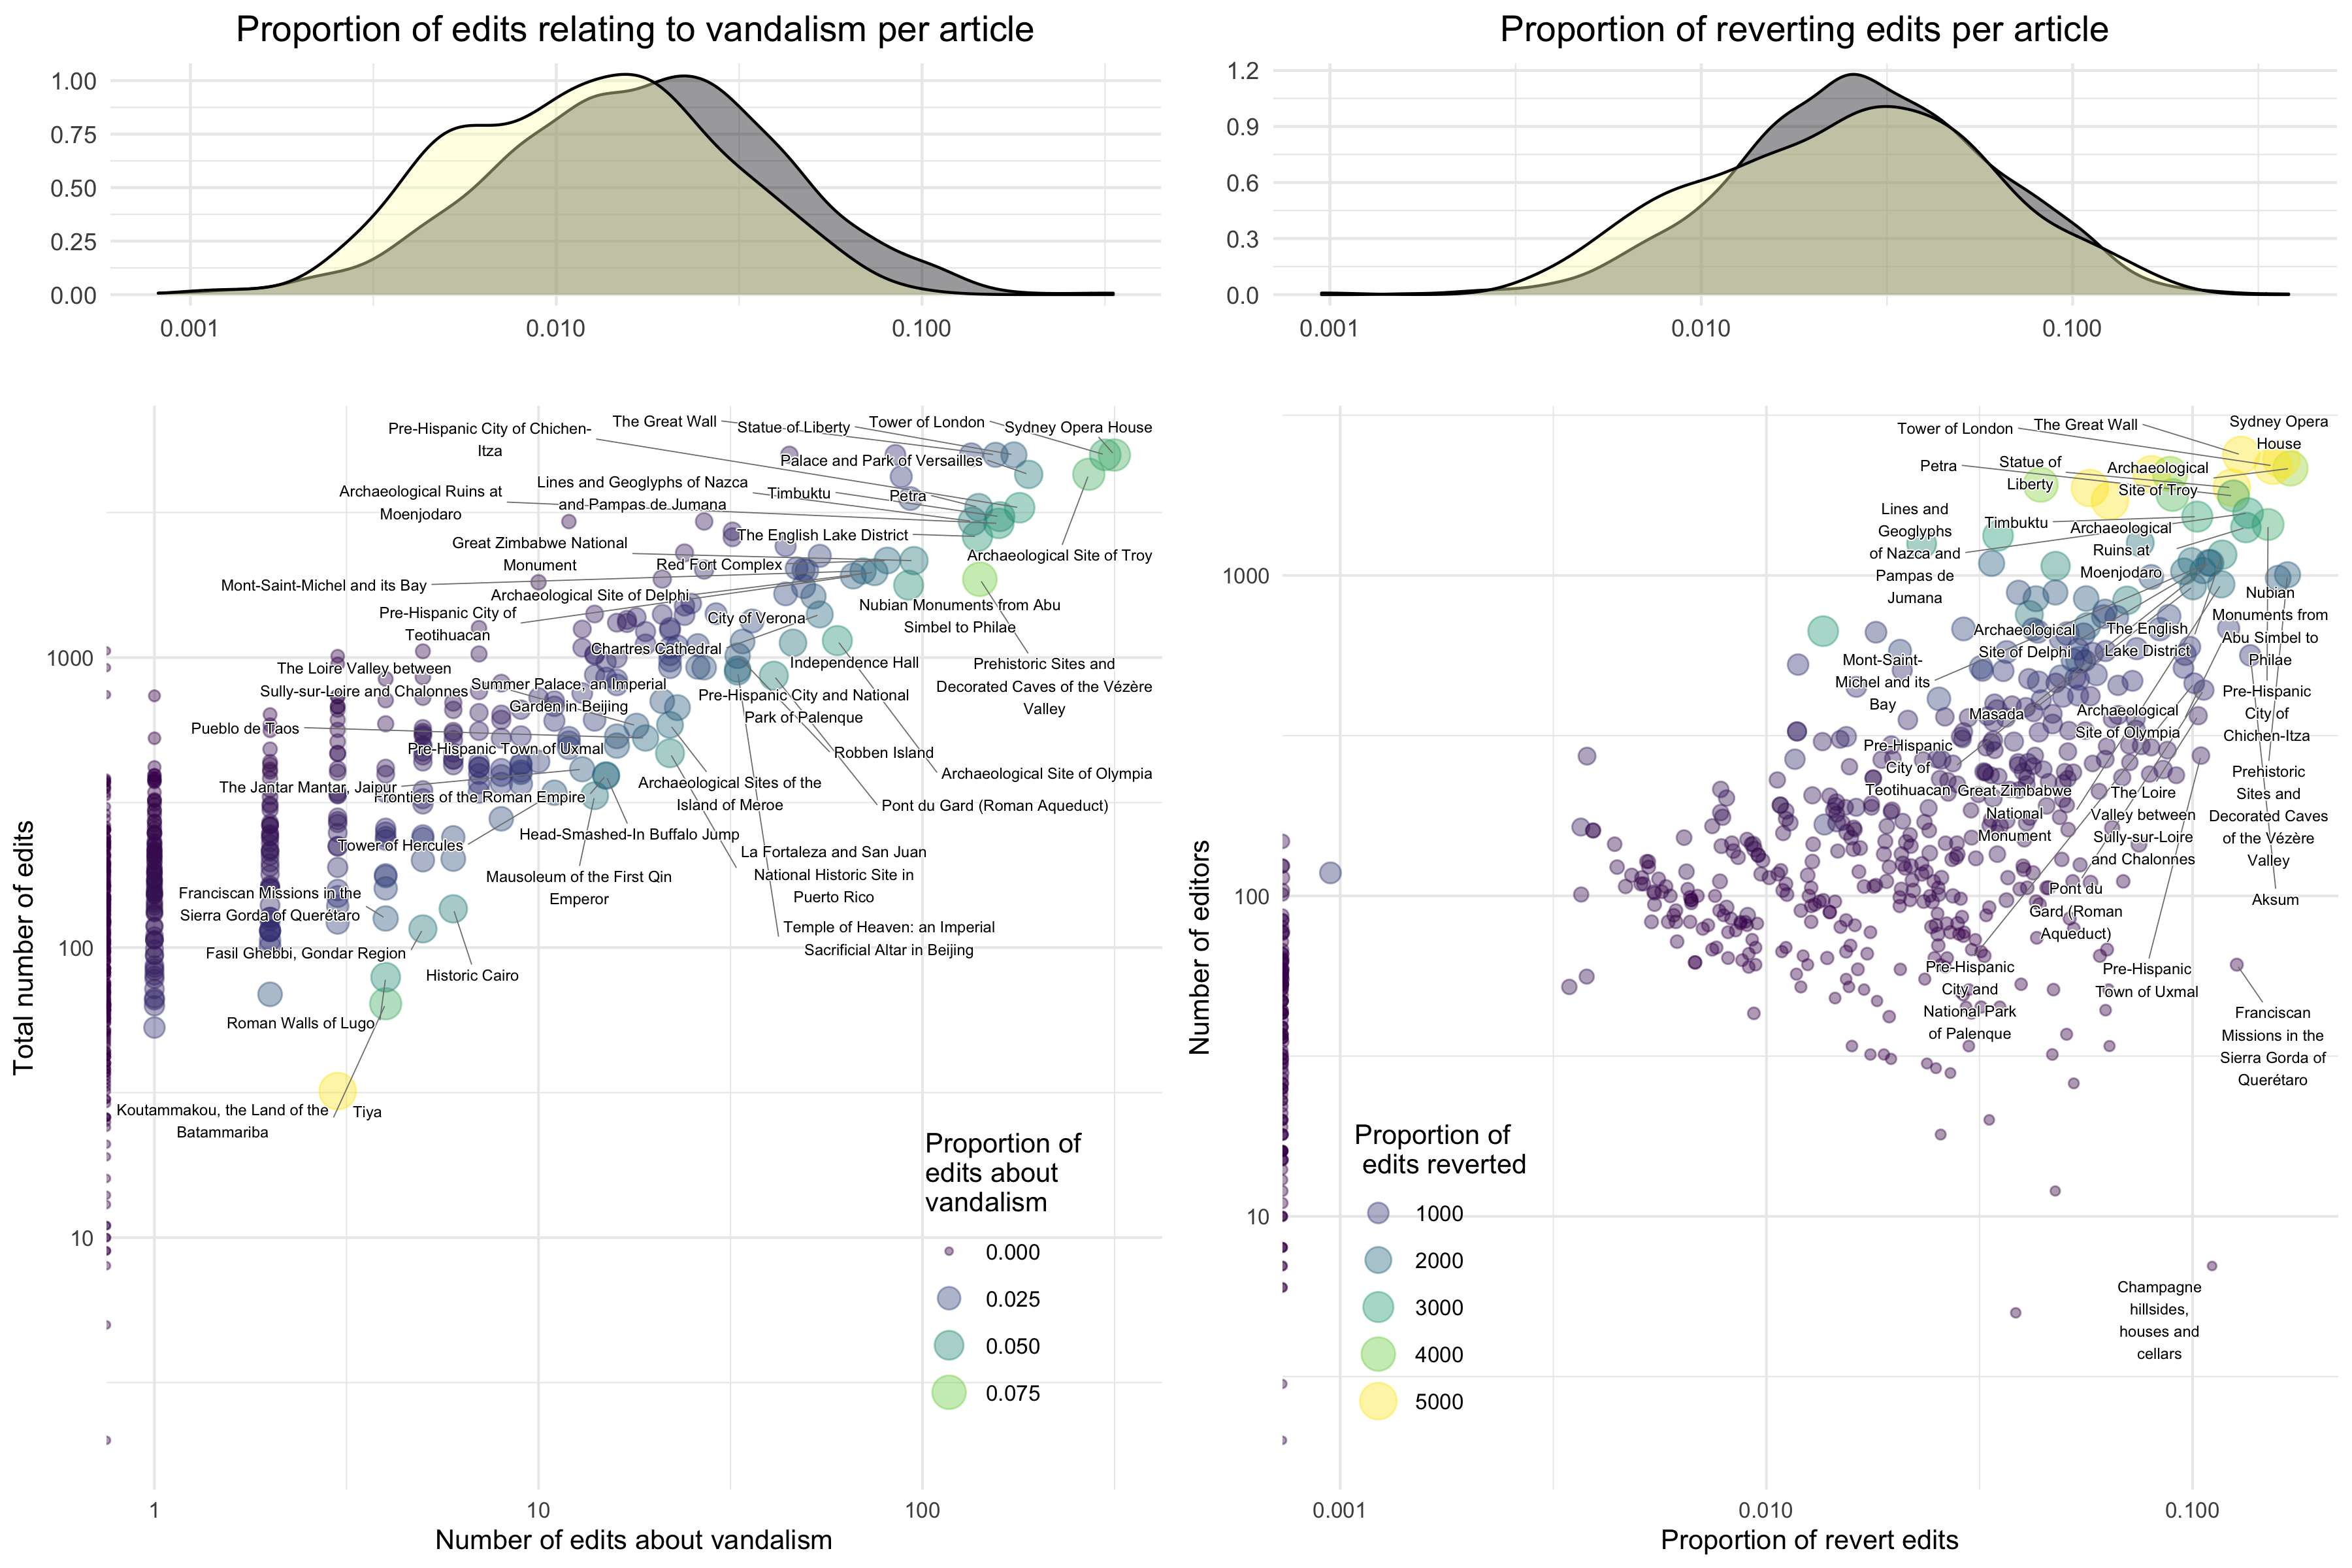 Proportion of edits relating to vandalism per article
1.00
0.75
0.50
0.25
0.00
0.001
0.010
0.100
Proportion of reverting edits per article
1.2
0.9
0.6
0.3
0.0
0.001
0.010
0.100
Total number of edits
1000
100
10
Pre-Hispanic City of Chichen-
Itza
The Great Wall
Statue of Liberty
Tower of London
Sydney Opera House
Palace and Park of Versailles
Archaeological Ruins at
Moenjodaro
Lines and Geoglyphs of Nazca
and Pampas de Jumana
Timbuktu
Petra
The English Lake District
Archaeological Site of Troy
Great Zimbabwe National
Monument
Red Fort Complex
Mont-Saint-Michel and its Bay
Archaeological Site of Delphi
Pre-Hispanic City of
Teotihuacan
Nubian Monuments from Abu
Simbel to Philae
City of Verona
Chartres Cathedral
Independence Hall
Prehistoric Sites and
Decorated Caves of the Vézère
Valley
The Loire Valley between
Sully-sur-Loire and Chalonnes
Summer Palace, an Imperial
Garden in Beijing
Pre-Hispanic City and National
Park of Palenque
Pueblo de Taos
Pre-Hispanic Town of Uxmal
Robben Island
Archaeological Site of Olympia
The Jantar Mantar, Jaipur
Frontiers of the Roman Empire
Archaeological Sites of the
Island of Meroe
Pont du Gard (Roman Aqueduct)
Head-Smashed-In Buffalo Jump
Tower of Hercules
La Fortaleza and San Juan
National Historic Site in
Puerto Rico
Mausoleum of the First Qin
Emperor
Franciscan Missions in the
Sierra Gorda of Querétaro
Temple of Heaven: an Imperial
Sacrificial Altar in Beijing
Fasil Ghebbi, Gondar Region
Historic Cairo
Roman Walls of Lugo
Koutammakou, the Land of the
Batammariba
Tiya
Proportion of
edits about
vandalism
0.000
0.025
0.050
0.075
1
10
100
Number of edits about vandalism
Number of editors
1000
100
10
Sydney Opera
House
The Great Wall
Tower of London
Petra
Statue of
Liberty
Archaeological
Site of Troy
Lines and
Geoglyphs
of Nazca and
Pampas de
Jumana
Timbuktu
Archaeological
Ruins at
Moenjodaro
Nubian
Monuments from
Abu Simbel to
Philae
Archaeological
Site of Delphi
The English
Lake District
Mont-Saint-
Michel and its
Bay
Pre-Hispanic
City of
Chichen-Itza
Masada
Archaeological
Site of Olympia
Pre-Hispanic
City of
Teotihuacan
Great Zimbabwe
National
Monument
The Loire
Valley between
Sully-sur-Loire
and Chalonnes
Prehistoric
Sites and
Decorated Caves
of the Vézère
Valley
Pont du
Gard (Roman
Aqueduct)
Aksum
Pre-Hispanic
City and
National Park
of Palenque
Pre-Hispanic
Town of Uxmal
Franciscan
Missions in the
Sierra Gorda of
Querétaro
Champagne
hillsides,
houses and
cellars
Proportion of
edits reverted
1000
2000
3000
4000
5000
0.001
0.010
0.100
Proportion of revert edits